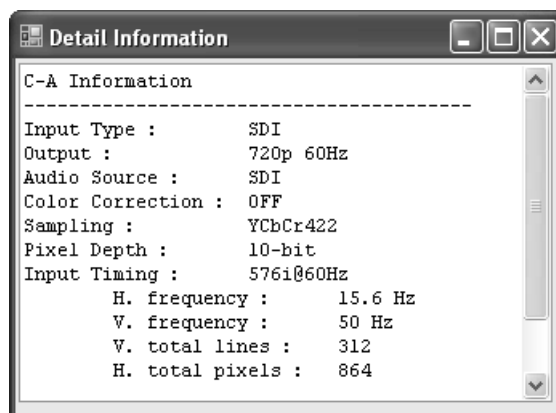 Detail Information
C-A Information
----------------------------------------
Input Type : SDI
Output : 720p 60Hz
Audio Source : SDI
Color Correction : OFF
Sampling : YCbCr422
Pixel Depth : 10-bit
Input Timing : 576i@60Hz
H. frequency : 15.6 Hz
V. frequency : 50 Hz
V. total lines : 312
H. total pixels : 864